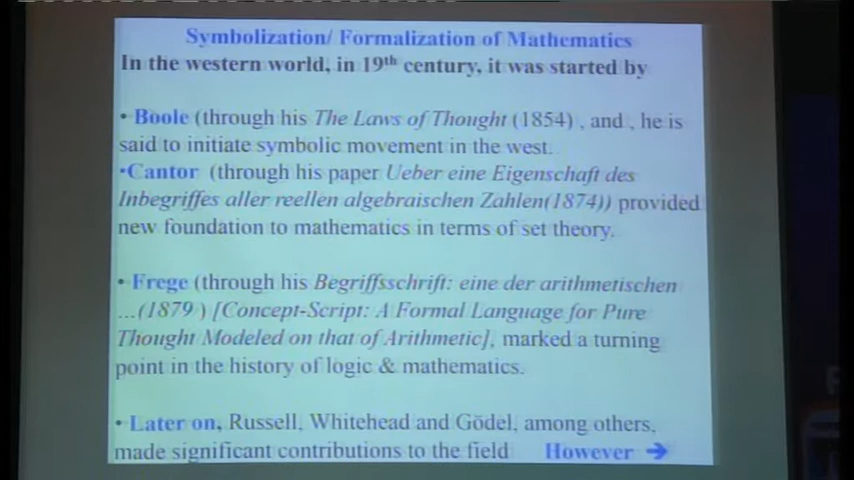 Symbolization/ Formalization of Mathematics
In the western world, in 19th century, it was started by
• Boole (through his The Laws of Thought (1854) , and , he is
said to initiate symbolic movement in the west.
•Cantor (through his paper Ueber eine Eigenschaft des
Inbegriffes aller reellen algebraischen Zahlen(1874)) provided
new foundation to mathematics in terms of set theory.
• Frege (through his Begriffsschrift: eine der arithmetischen
...(1879 ) [Concept-Script: A Formal Language for Pure
Thought Modeled on that of Arithmetic], marked a turning
point in the history of logic & mathematics.
• Later on, Russell, Whitehead and Gödel, among others,
made significant contributions to the field However ➔